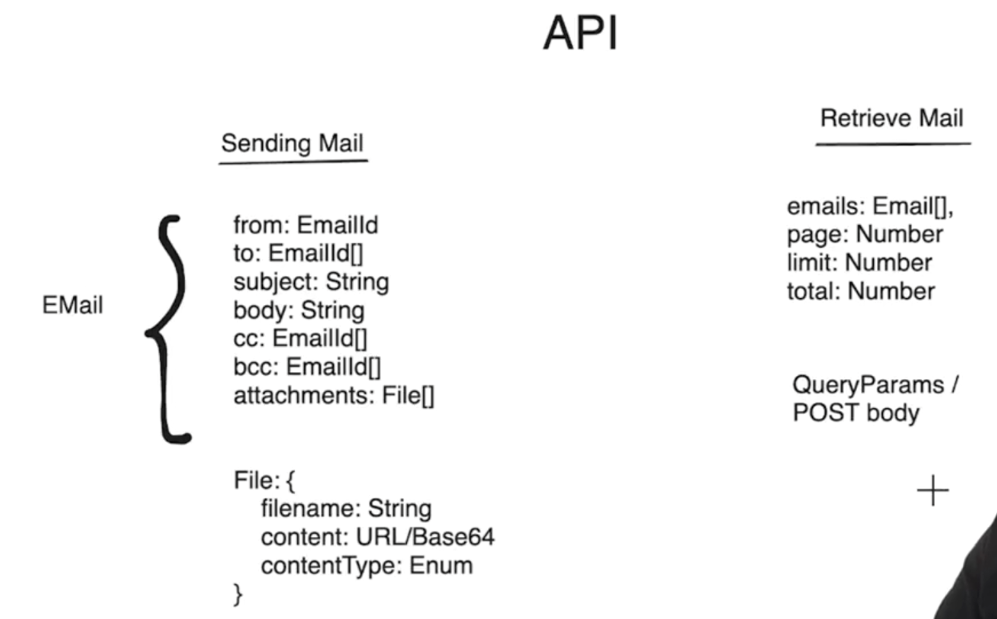 API
Sending Mail
EMail
from: EmailId
to: EmailId[]
subject: String
body: String
cc: EmailId[]
bcc: EmailId[]
attachments: File[]
File: {
filename: String
content: URL/Base64
contentType: Enum
}
Retrieve Mail
emails: Email[],
page: Number
limit: Number
total: Number
QueryParams /
POST body